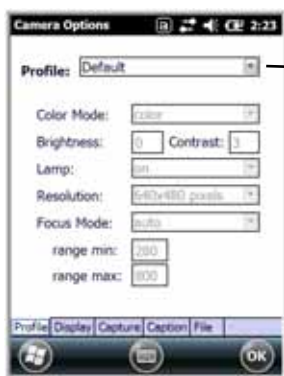 Camera Options 2:23
Profile: Default
Color Mode: color
Brightness: 0 Contrast: 3
Lamp: on
Resolution: 640x480 pixels
Focus Mode: auto
range min: 280
range max: 800
Profile Display Capture Caption File
OK